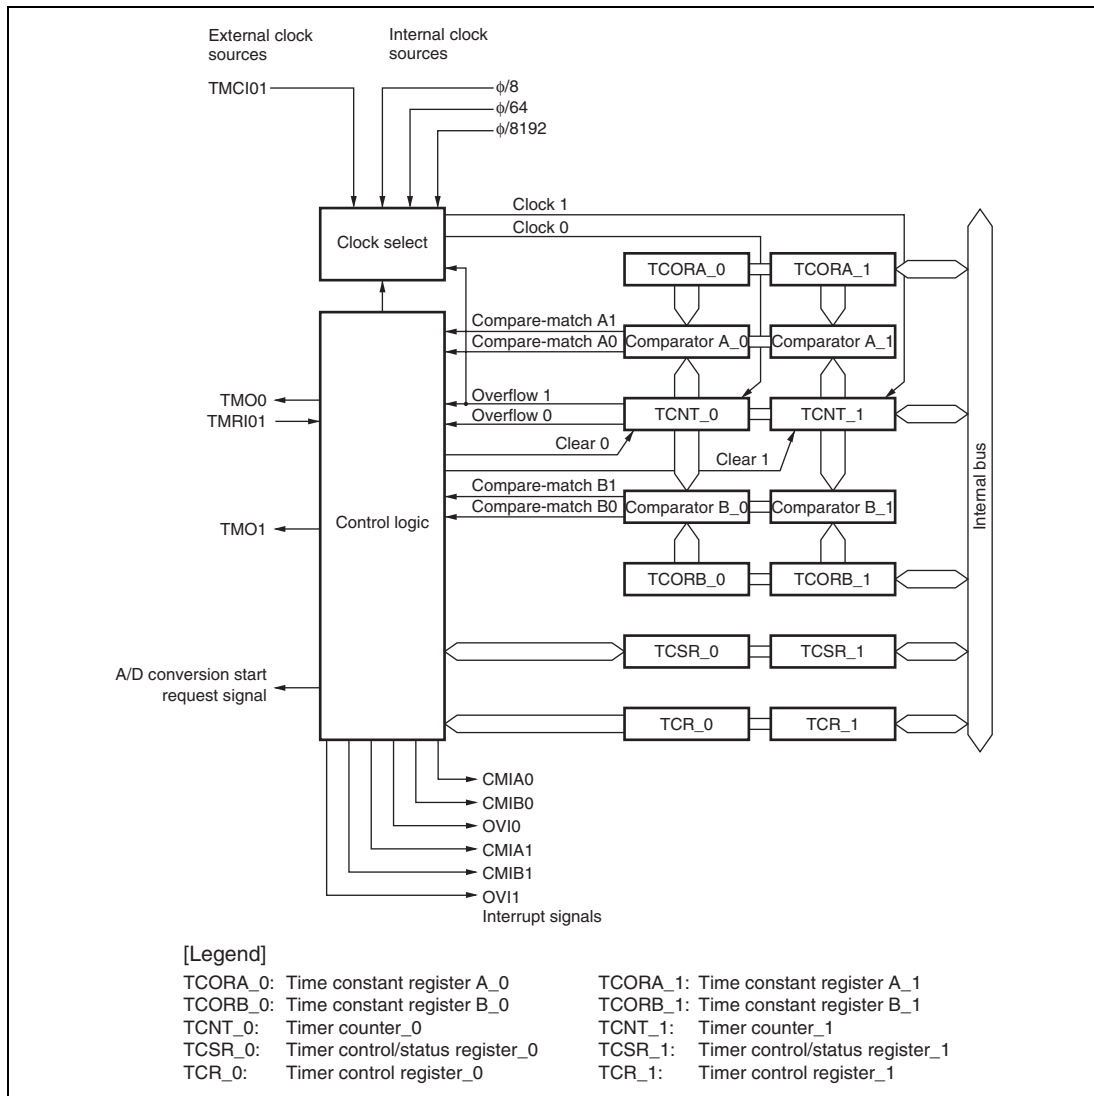 External clock
sources
Internal clock
sources
TMCI01
ϕ/8
ϕ/64
ϕ/8192
Clock select
Clock 1
Clock 0
TCORA_0
TCORA_1
Compare-match A1
Compare-match A0
Comparator A_0
Comparator A_1
TMO0
TMRI01
Overflow 1
Overflow 0
TCNT_0
TCNT_1
Clear 0
Clear 1
Compare-match B1
Compare-match B0
Comparator B_0
Comparator B_1
TMO1
Control logic
Internal bus
TCORB_0
TCORB_1
TCSR_0
TCSR_1
A/D conversion start
request signal
TCR_0
TCR_1
CMIA0
CMIB0
OVI0
CMIA1
CMIB1
OVI1
Interrupt signals
[Legend]
TCORA_0: Time constant register A_0
TCORA_1: Time constant register A_1
TCORB_0: Time constant register B_0
TCORB_1: Time constant register B_1
TCNT_0: Timer counter_0
TCNT_1: Timer counter_1
TCSR_0: Timer control/status register_0
TCSR_1: Timer control/status register_1
TCR_0: Timer control register_0
TCR_1: Timer control register_1